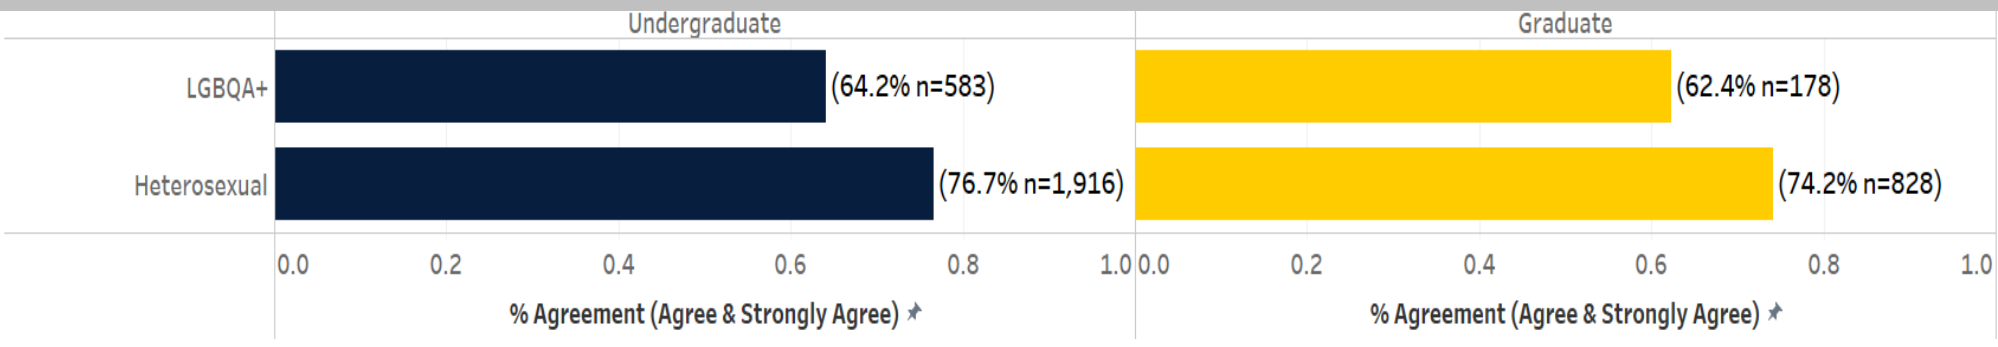 Undergraduate Graduate
LGBQA+ (64.2% n=583) (62.4% n=178)
Heterosexual (76.7% n=1,916) (74.2% n=828)
0.0 0.2 0.4 0.6 0.8 1.0 0.0 0.2 0.4 0.6 0.8 1.0
% Agreement (Agree & Strongly Agree) % Agreement (Agree & Strongly Agree)